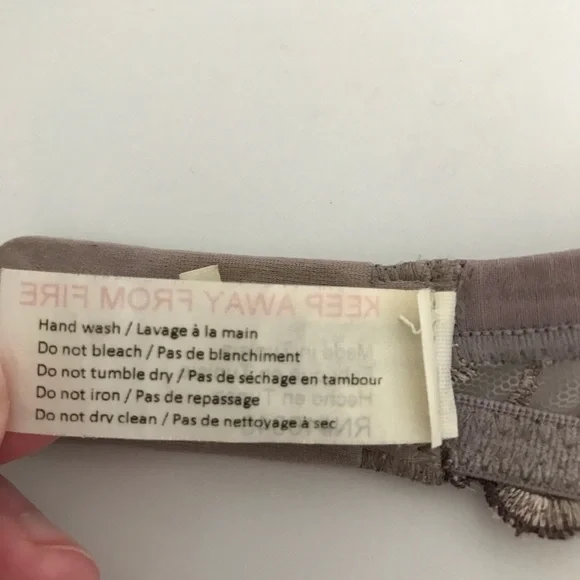 KEEP AWAY FROM FIRE
Hand wash / Lavage à la main
Do not bleach / Pas de blanchiment
Do not tumble dry / Pas de séchage en tambour
Do not iron / Pas de repassage
Do not dry clean / Pas de nettoyage à sec